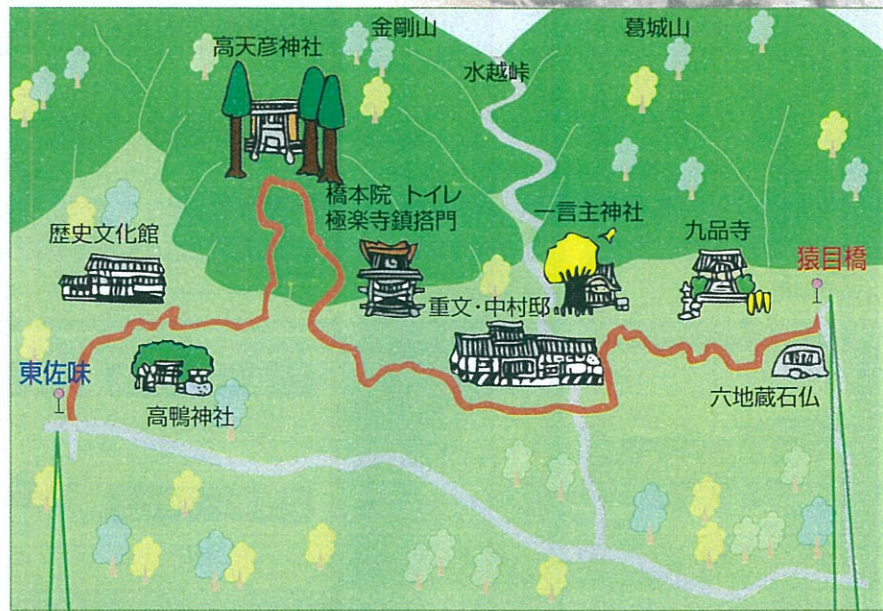 金剛山
葛城山
高天彦神社
水越峠
橋本院 トイレ
極楽寺鎮搭門
一言主神社
九品寺
歴史文化館
猿目橋
重文・中村邸
東佐味
高鴨神社
六地蔵石仏